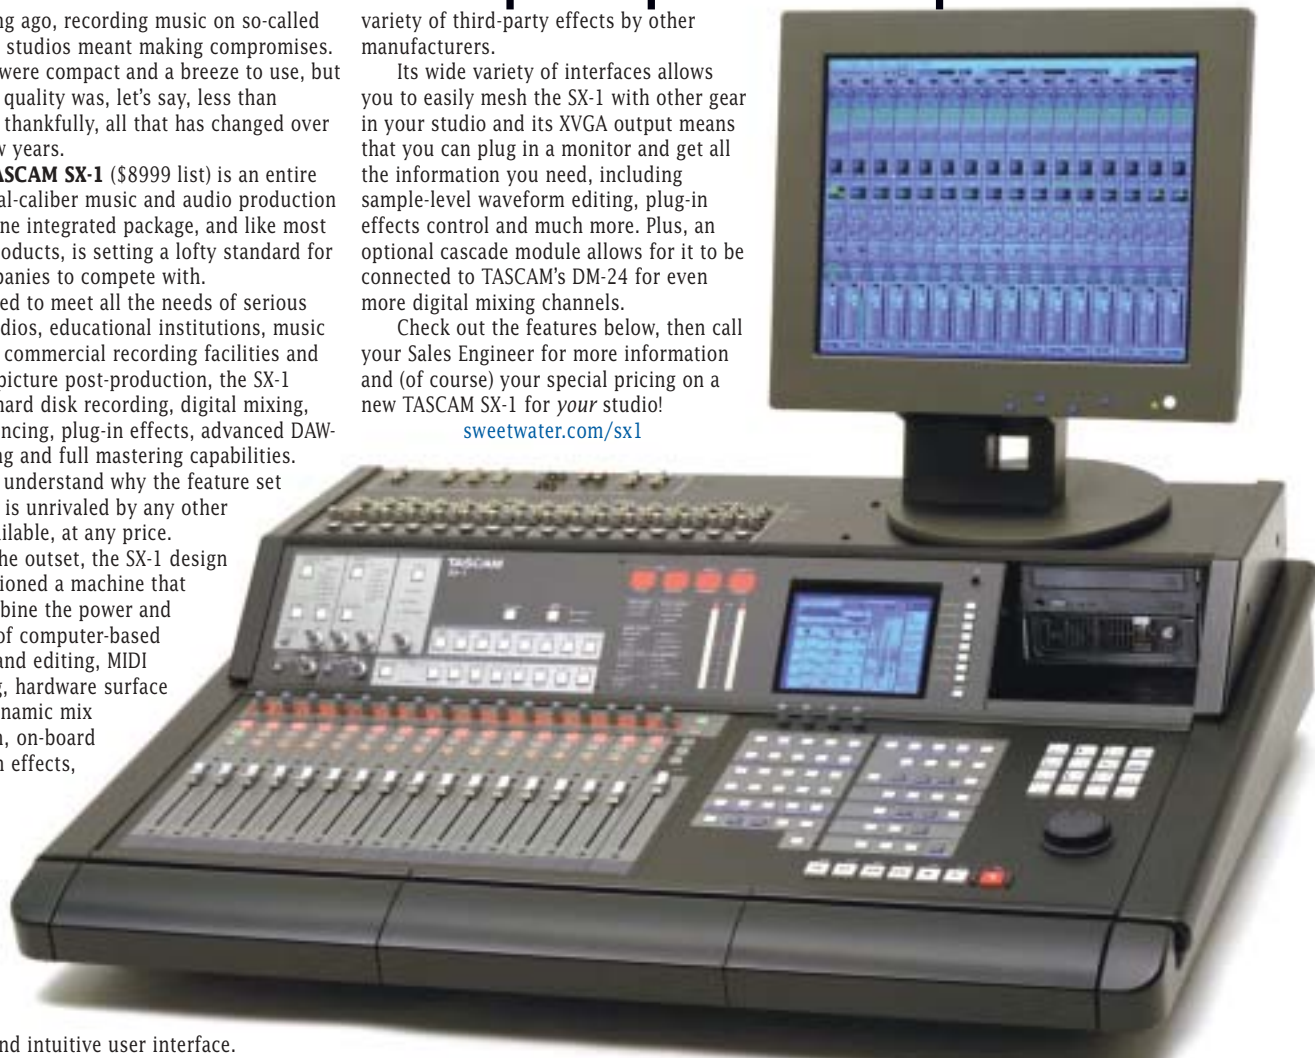 ng ago, recording music on so-called
studios meant making compromises.
were compact and a breeze to use, but
quality was, let's say, less than
thankfully, all that has changed over
w years.
ASCAM SX-1 ($8999 list) is an entire
al-caliber music and audio production
ne integrated package, and like most
oducts, is setting a lofty standard for
panies to compete with.
ed to meet all the needs of serious
dios, educational institutions, music
commercial recording facilities and
picture post-production, the SX-1
hard disk recording, digital mixing,
ncing, plug-in effects, advanced DAW-
ng and full mastering capabilities.
understand why the feature set
is unrivaled by any other
ailable, at any price.
he outset, the SX-1 design
ioned a machine that
bine the power and
of computer-based
and editing, MIDI
g, hardware surface
namic mix
n, on-board
n effects,
nd intuitive user interface.
variety of third-party effects by other
manufacturers.
Its wide variety of interfaces allows
you to easily mesh the SX-1 with other gear
in your studio and its XVGA output means
that you can plug in a monitor and get all
the information you need, including
sample-level waveform editing, plug-in
effects control and much more. Plus, an
optional cascade module allows for it to be
connected to TASCAM's DM-24 for even
more digital mixing channels.
Check out the features below, then call
your Sales Engineer for more information
and (of course) your special pricing on a
new TASCAM SX-1 for your studio!
sweetwater.com/sx1
TASCAM
SX-1